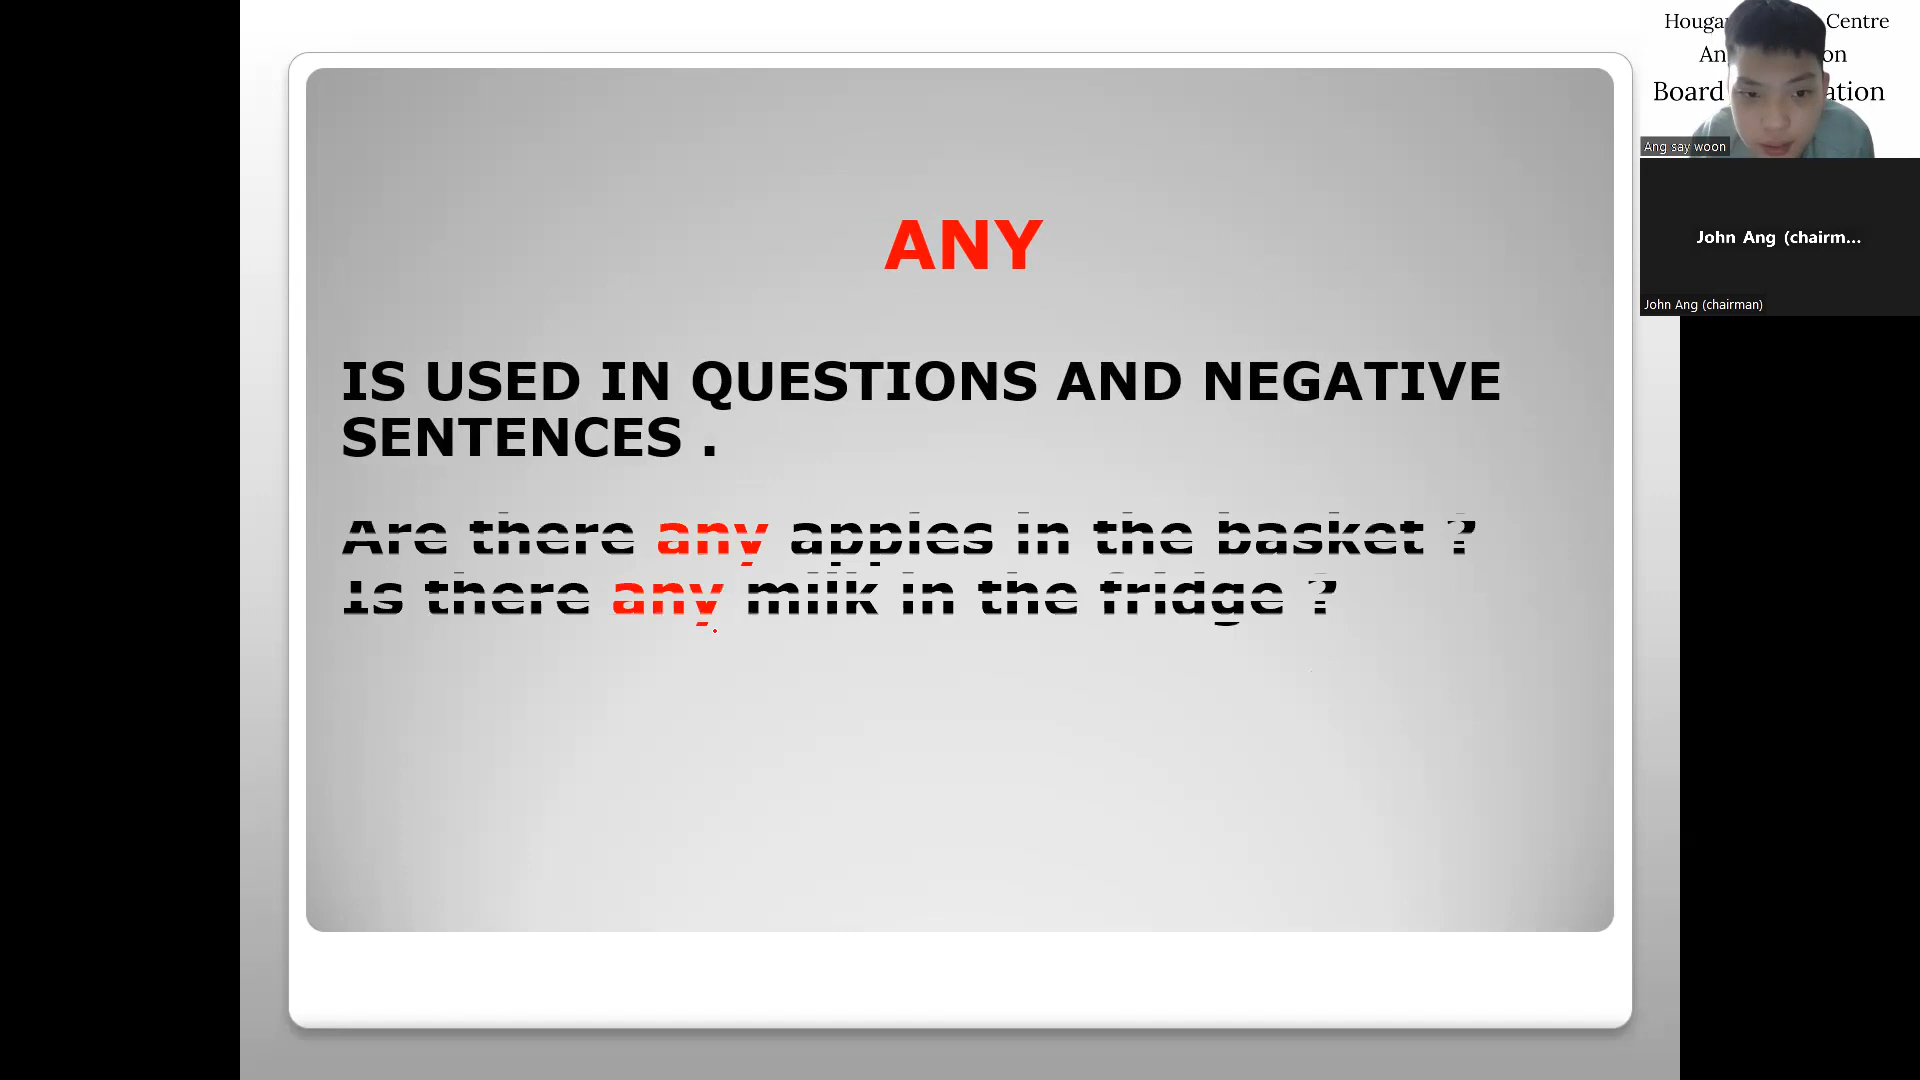 ANY
IS USED IN QUESTIONS AND NEGATIVE
SENTENCES .
Are there any apples in the basket ?
Is there any milk in the fridge ?
Centre
Board
Ang say woon
John Ang (chairm...
John Ang (chairman)